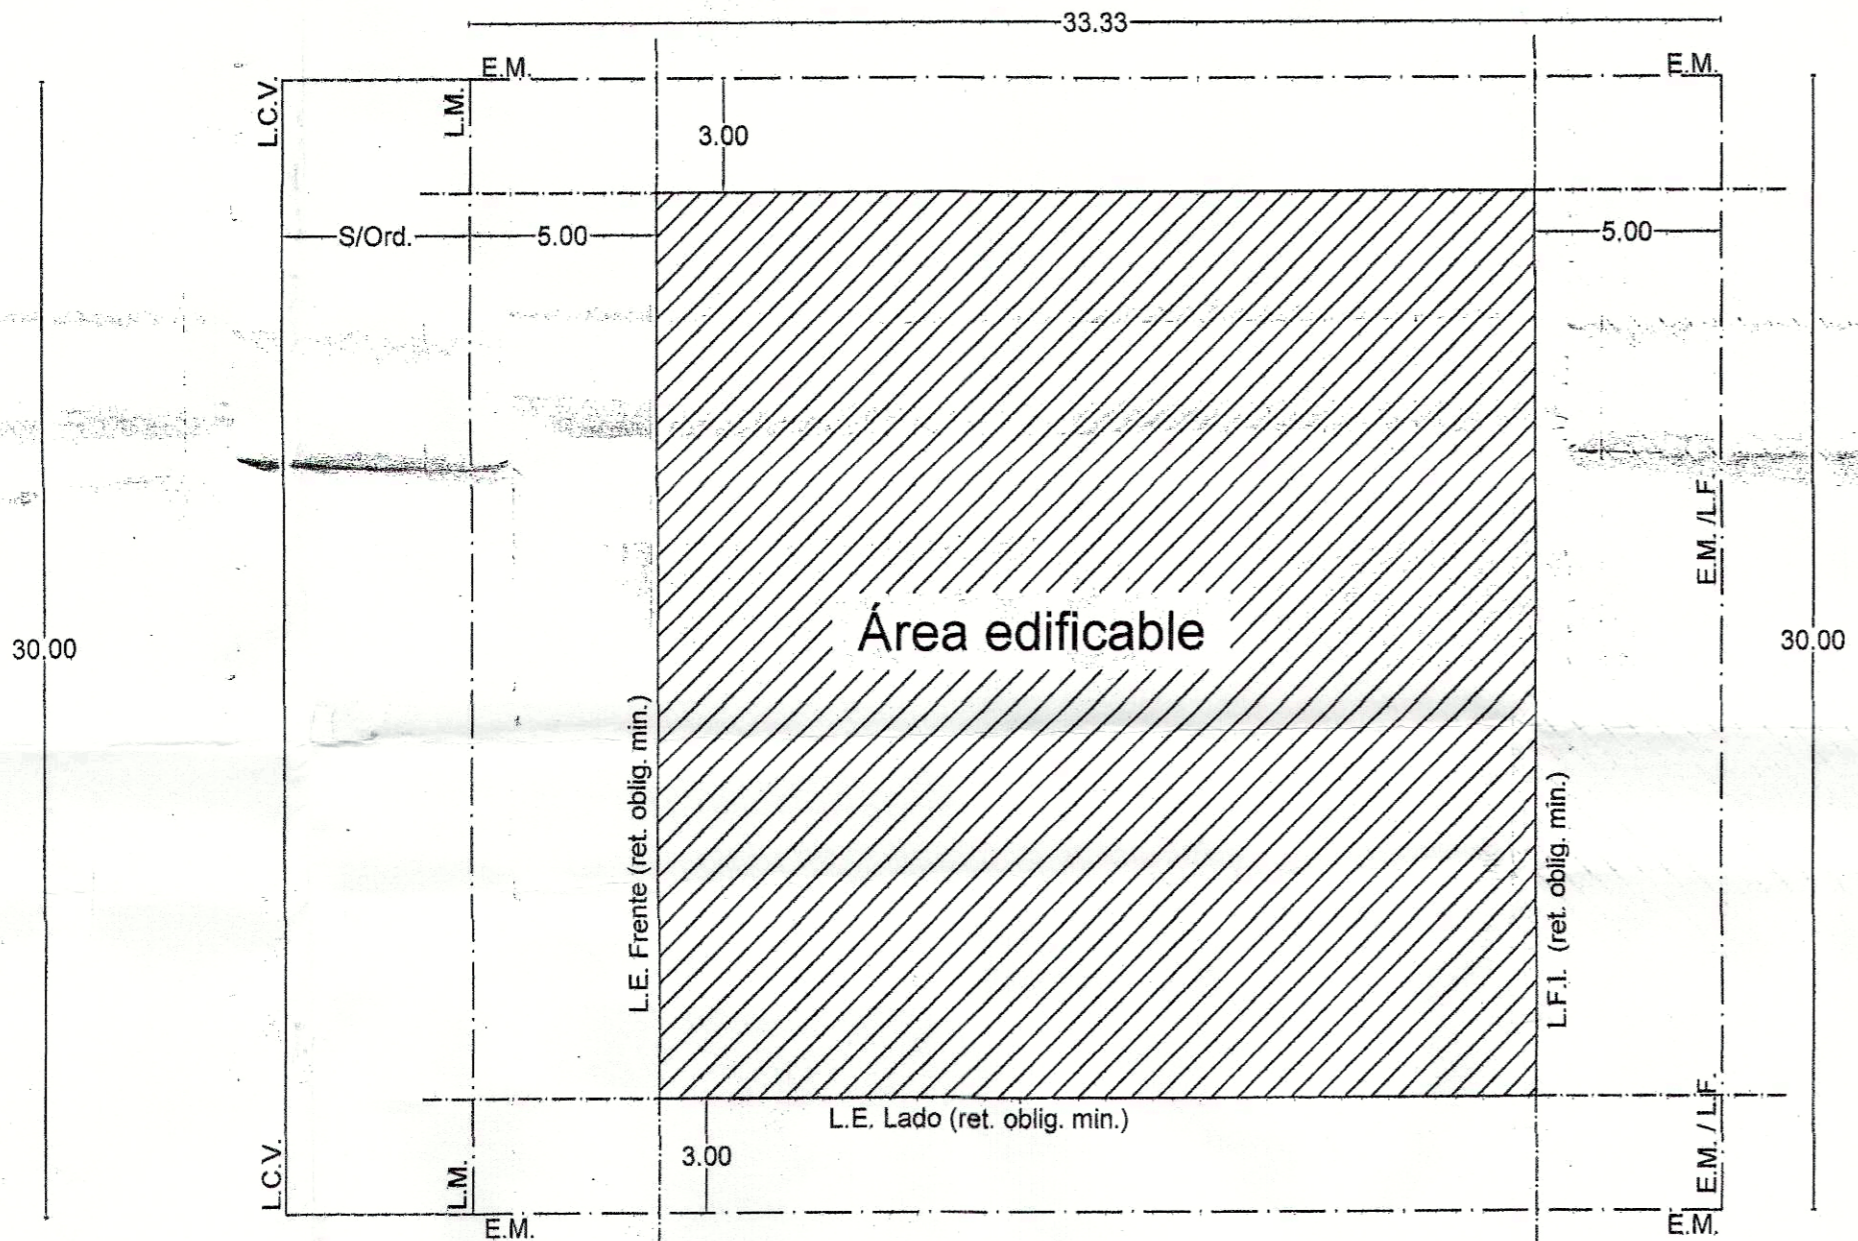 33.33
E.M.
E.M.
L.C.V.
L.M.
3.00
S/Ord.
5.00
5.00
E.M. /L.F.
Área edificable
30.00
30.00
L.E. Frente (ret. oblig. min.)
L.F.I. (ret. oblig. min.)
L.E. Lado (ret. oblig. min.)
3.00
L.C.V.
L.M.
E.M. / L.F.
E.M.
E.M.